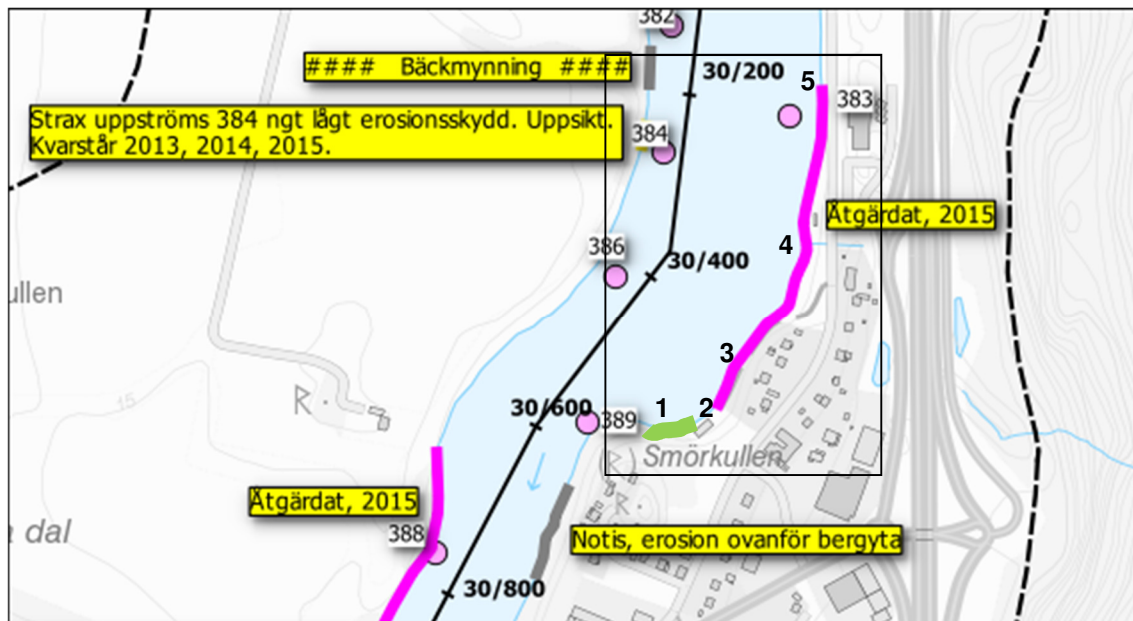 382
#### Bäckmynning ####
30/200
5
383
Strax uppströms 384 ngt lågt erosionsskydd. Uppsikt.
Kvarstår 2013, 2014, 2015.
384
Åtgärdat, 2015
4
386
30/400
ullen
3
15
R
30/600
389
1
2
Smörkullen
R
Åtgärdat, 2015
R
388
a dal
Notis, erosion ovanför bergyta
30/800